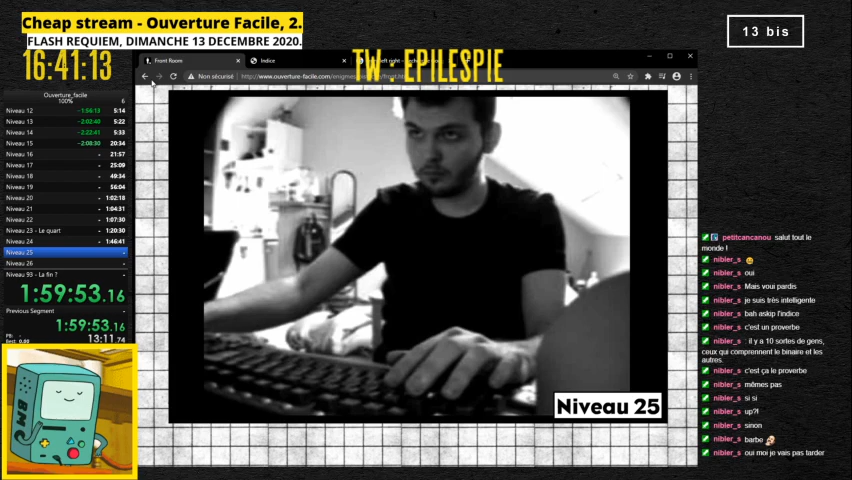 Cheap stream - Ouverture Facile, 2.
FLASH REQUIEM, DIMANCHE 13 DECEMBRE 2020.
16:41:13
TW : EPILESPIE
13 bis
Front Room
Indice
Non sécurisé
Ouverture_facile
100%
6
Niveau 12 -1:56:13 5:14
Niveau 13 -2:02:40 5:22
Niveau 14 -2:22:41 5:33
Niveau 15 -2:08:30 20:34
Niveau 16 - 21:57
Niveau 17 - 25:09
Niveau 18 - 49:34
Niveau 19 - 56:04
Niveau 20 - 1:02:18
Niveau 21 - 1:04:31
Niveau 22 - 1:07:30
Niveau 23 - Le quart - 1:20:30
Niveau 24 - 1:46:41
Niveau 25 -
Niveau 26 -
Niveau 93 - La fin ? -
1:59:53.16
Previous Segment -
1:59:53.16
PB: -
Best: 0.00
13:11.74
BM
Niveau 25
petitcancanou salut tout le
monde !
nibler_s
nibler_s oui
nibler_s Mais voui pardis
nibler_s je suis très intelligente
nibler_s bah askip l'indice
nibler_s c'est un proverbe
nibler_s : il y a 10 sortes de gens,
ceux qui comprennent le binaire et les
autres.
nibler_s c'est ça le proverbe
nibler_s mêmes pas
nibler_s si si
nibler_s up?!
nibler_s sinon
nibler_s barbe
nibler_s oui moi je vais pas tarder